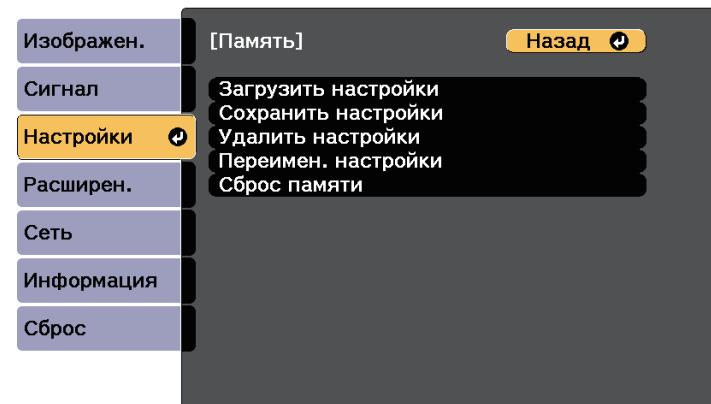 Изображен.
Сигнал
Настройки
Расширен.
Сеть
Информация
Сброс
[Память]
Назад
Загрузить настройки
Сохранить настройки
Удалить настройки
Переимен. настройки
Сброс памяти